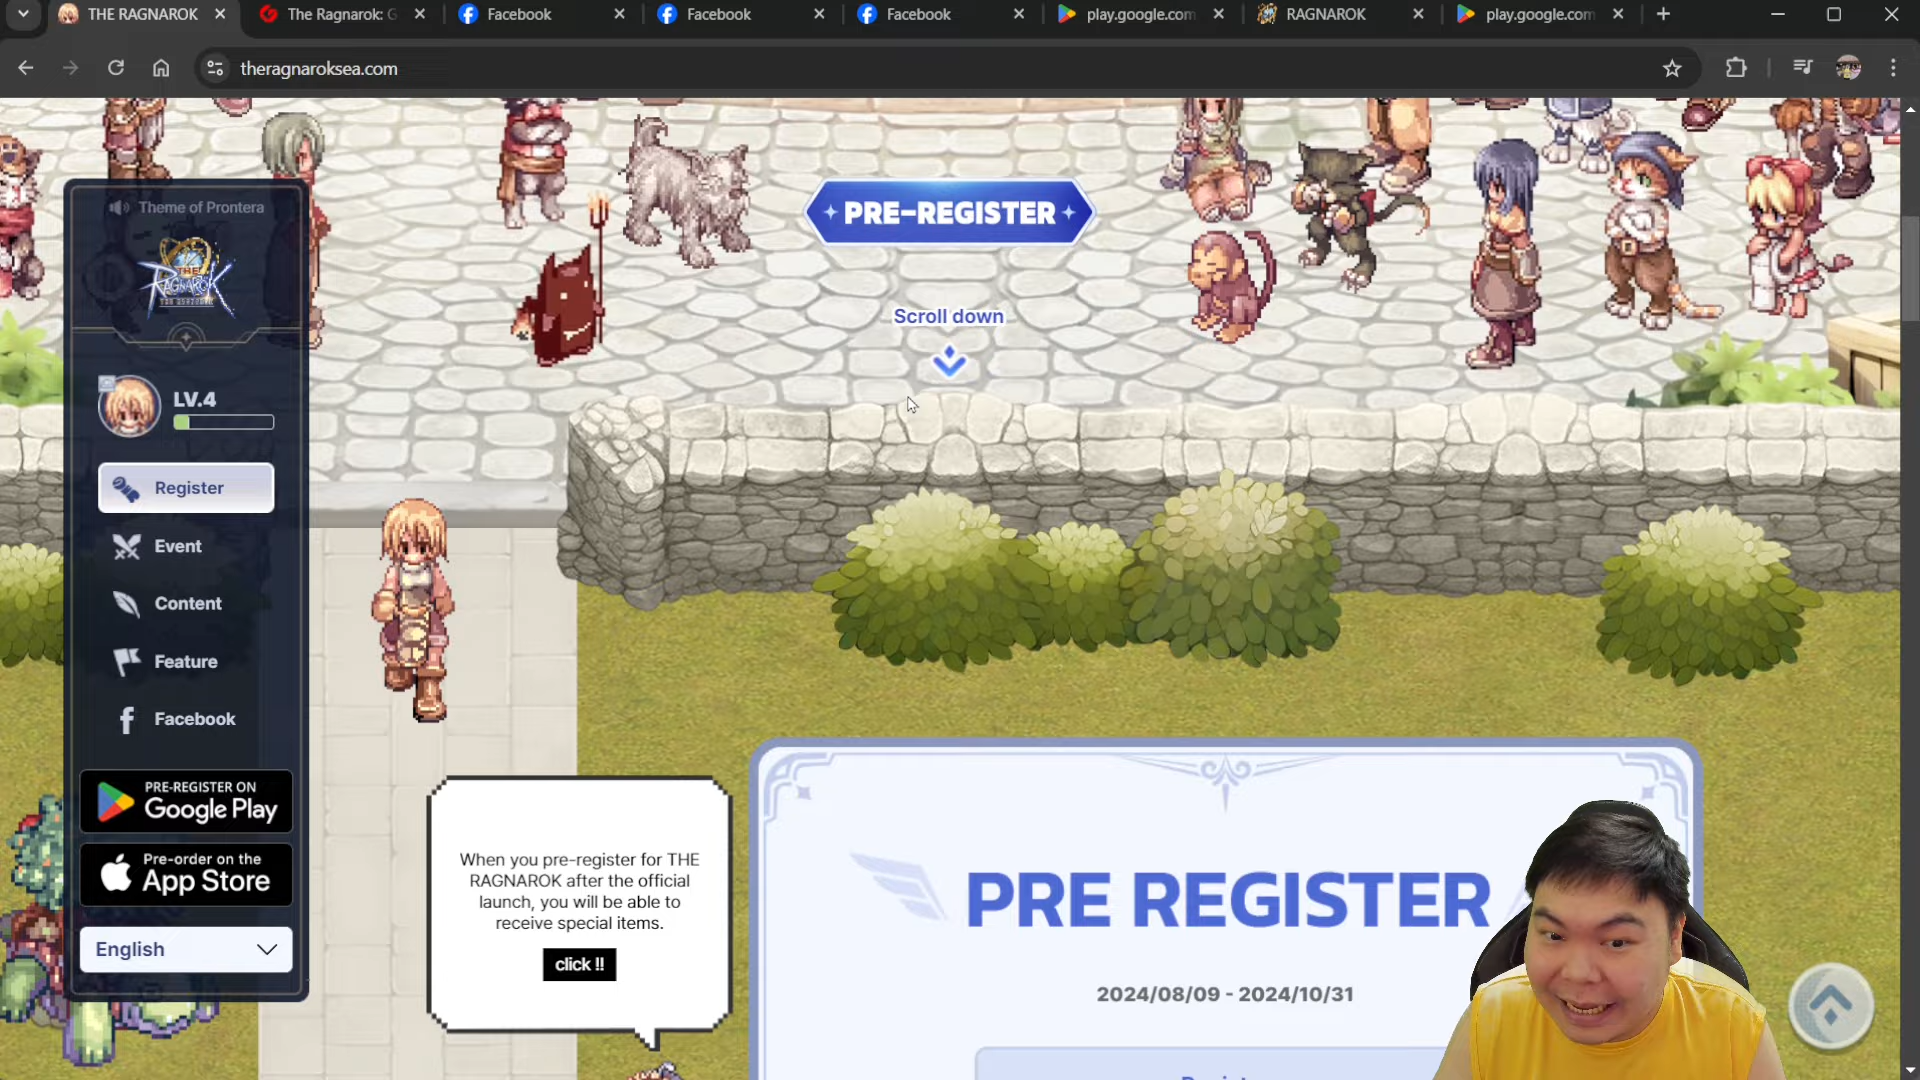 THE RAGNAROK
The Ragnarok: G
Facebook
Facebook
Facebook
play.google.com
RAGNAROK
play.google.com
theragnaroksea.com
Theme of Prontera
THE
RAGNAROK
PRE-REGISTER
Scroll down
LV.4
Register
Event
Content
Feature
Facebook
PRE-REGISTER ON
Google Play
Pre-order on the
App Store
English
When you pre-register for THE
RAGNAROK after the official
launch, you will be able to
receive special items.
click !!
PRE REGISTER
2024/08/09 - 2024/10/31